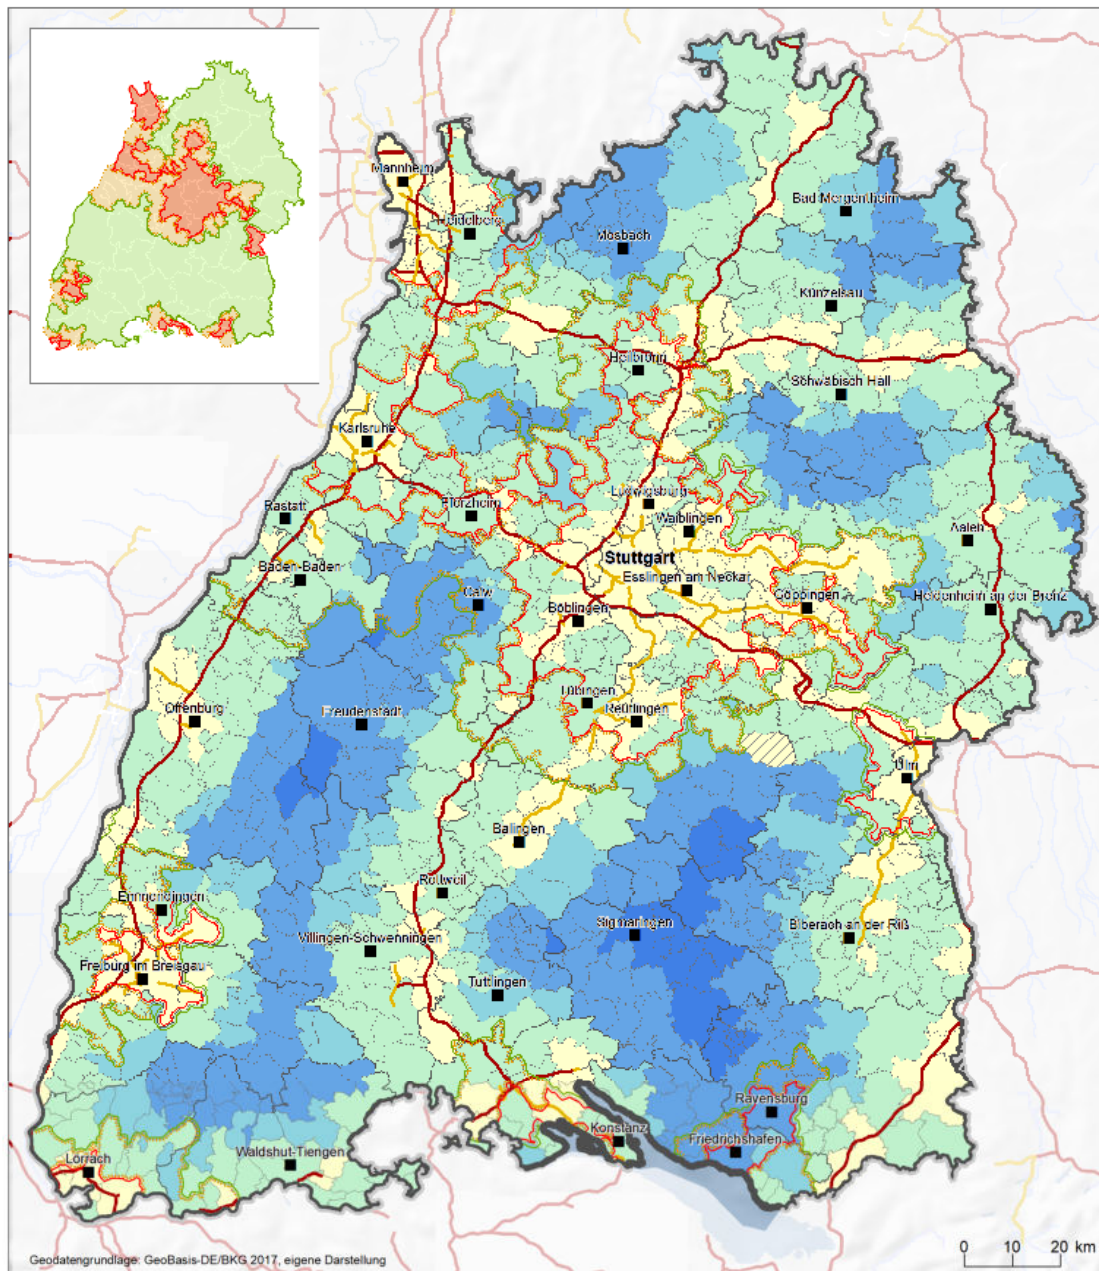 Mannheim
Heidelberg
Mosbach
Bad Mergentheim
Künzelsau
Heilbronn
Schwäbisch Hall
Karlsruhe
Ludwigsburg
Pforzheim
Rastatt
Waiblingen
Aalen
Stuttgart
Baden-Baden
Esslingen am Neckar
Calw
Göppingen
Heidenheim an der Brenz
Böblingen
Tübingen
Offenburg
Freudenstadt
Reutlingen
Ulm
Balingen
Rottweil
Emmendingen
Sigmaringen
Biberach an der Riß
Villingen-Schwenningen
Freiburg im Breisgau
Tuttlingen
Ravensburg
Konstanz
Friedrichshafen
Waldshut-Tiengen
Lörrach
Geodatengrundlage: GeoBasis-DE/BKG 2017, eigene Darstellung
0 10 20 km